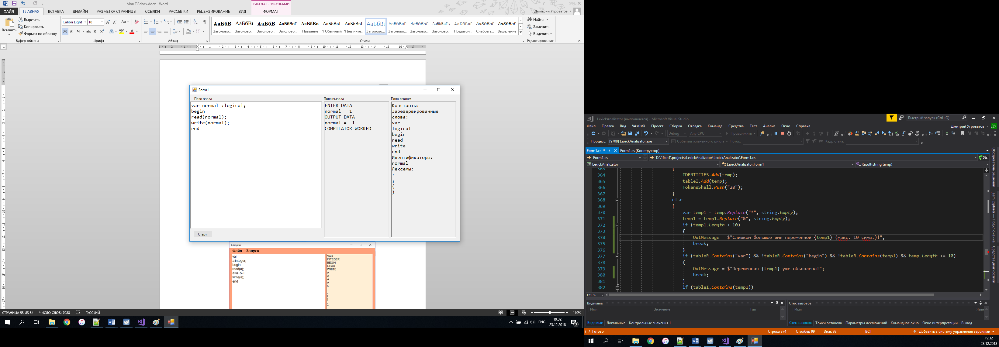 Моя ПЗdocx.docx - Word
РАБОТА С РИСУНКАМИ
ФАЙЛ ГЛАВНАЯ ВСТАВКА ДИЗАЙН РАЗМЕТКА СТРАНИЦЫ ССЫЛКИ РАССЫЛКИ РЕЦЕНЗИРОВАНИЕ ВИД ФОРМАТ
Дмитрий Угроватов
Вставить
Вырезать
Копировать
Формат по образцу
Буфер обмена
Calibri Light 16
Ж К Ч abc x₂ x²
Шрифт
Абзац
АаБбВ АаБбВв АаБбВ АаБбВвГ АаБбВв АаБбВвІ АаБбВвІ АаБбВв АаБбВвГ АаБбВвГ. АаБбВвГгД АаБбВвГ АаБбВвГ АаБбВвГ
Заголово... Заголово... Заголово... Заголово... Название ¶ Обычный ¶ Без инте... Заголово... Заголово... Заголово... Заголово... Подзагол... Слабое в... Выделение
Стили
Найти
Заменить
Выделить
Редактирование
Form1
Поле ввода
var normal :logical;
begin
read(normal);
write(normal);
end
Старт
Поле вывода
ENTER DATA
normal = 1
OUTPUT DATA
normal =  1
COMPILATOR WORKED
Поле лексем
Константы:
Зарезервированные
слова:
var
logical
begin
read
write
end
Идентификаторы:
normal
Лексемы:
:
;
(
)
Compiler
Файл Запуск
var
a:integer;
begin
read(a);
a=a+5-1;
write(a);
end
VAR
INTEGER
BEGIN
READ
WRITE
A
A
A
A
5
СТРАНИЦА 53 ИЗ 54 ЧИСЛО СЛОВ: 7088 РУССКИЙ
110%
ENG
19:32
23.12.2018
3
LexickAnalizator (выполняется) - Microsoft Visual Studio
Быстрый запуск (Ctrl+Q)
Файл Правка Вид VAssistX Проект Сборка Отладка Команда Средства Тест Анализ Окно Справка
Дмитрий Угроватов ДУ
Debug Any CPU Продолжить
Процесс: [9708] LexickAnalizator.exe События жизненного цикла Поток: Кадр стека:
Form1.cs Form1.cs [Конструктор]
Form1.cs D:\16вп1\projects\LexickAnalizator\LexickAnalizator\Form1.cs Go
LexickAnalizator LexickAnalizator.Form1 Result(string temp)
363 {
364 IDENTIFIES.Add(temp);
365 tableI.Add(temp);
366 TokensShell.Push("20");
367 }
368 else
369 {
370 var temp1 = temp.Replace("*", string.Empty);
371 temp1 = temp1.Replace("&", string.Empty);
372 if (temp1.Length > 10)
373 {
374 OutMessage = $"Слишком большое имя переменной {temp1} (макс. 10 симв.)!";
375 break;
376 }
377 if (tableR.Contains("var") && !tableR.Contains("begin") && !tableR.Contains(temp1) && temp.Length <= 10)
378 {
379 OutMessage = $"Переменная {temp1} уже объявлена!";
380 break;
381 }
382 if (tableI.Contains(temp1))
121 %
Обозреватель решений
Team Explorer — Подключение
Средства диагностики
Видимые
Имя Значение Тип
Видимые Локальные Контрольные значения 1
Стек вызовов
Имя Язык
Стек вызовов Точки останова Параметры исключений Командное окно Окно интерпретации Вывод
Готово Строка 374 Столбец 99 Знак 99 ВСТ Добавить в систему управления версиями
19:32
23.12.2018